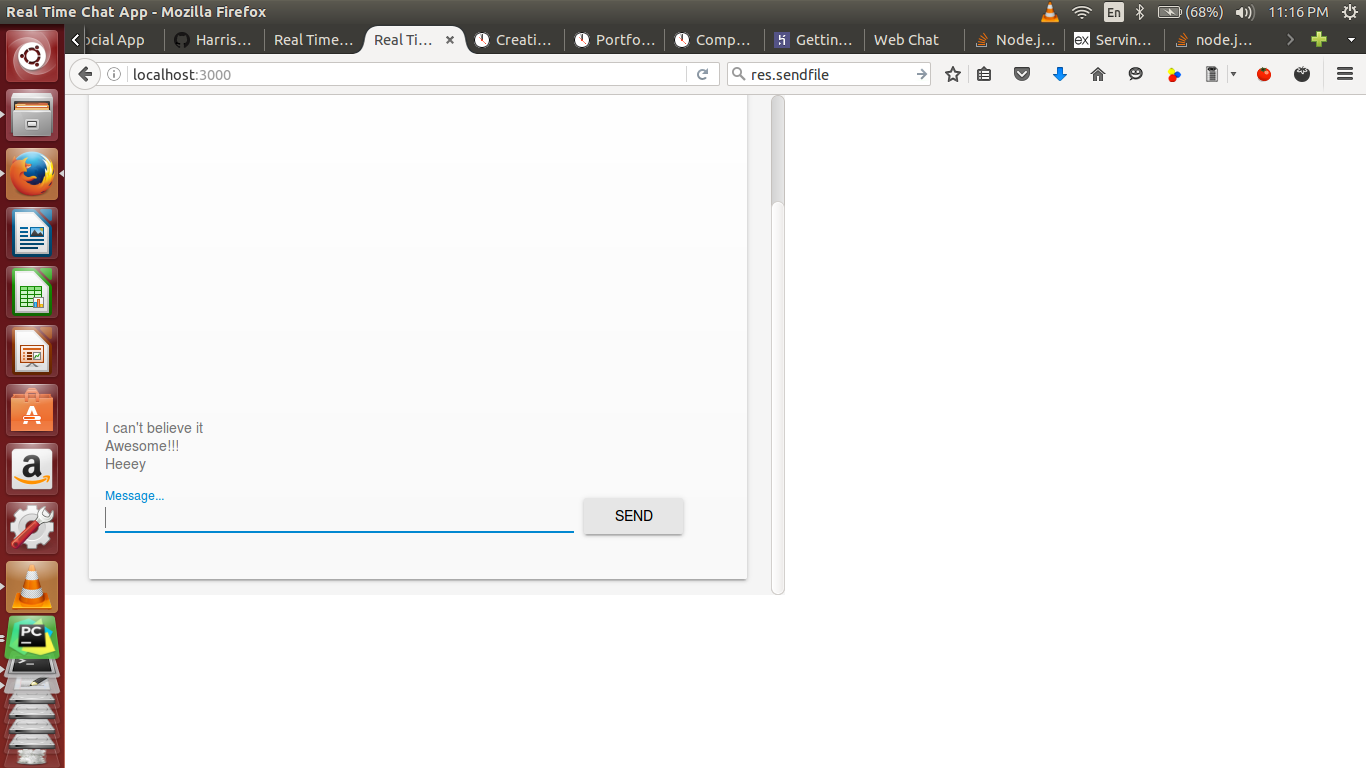 Real Time Chat App - Mozilla Firefox
En
(68%)
11:16 PM
ocial App
Harris...
Real Time...
Real Ti...
Creati...
Portfo...
Comp...
Gettin...
Web Chat
Node.j...
ex
Servin...
node.j...
localhost:3000
res.sendfile
I can't believe it
Awesome!!!
Heeey
Message...
SEND
A
a
PC